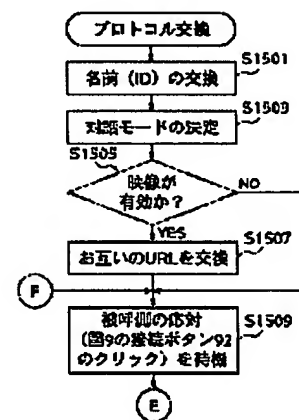 プロトコル交換
S1501
名前（ID）の交換
S1503
対話モードの決定
S1505
映像が
有効か？
NO
YES
S1507
お互いのURLを交換
F
S1509
被呼側の応対
（図9の接続ボタン92
のクリック）を待機
E